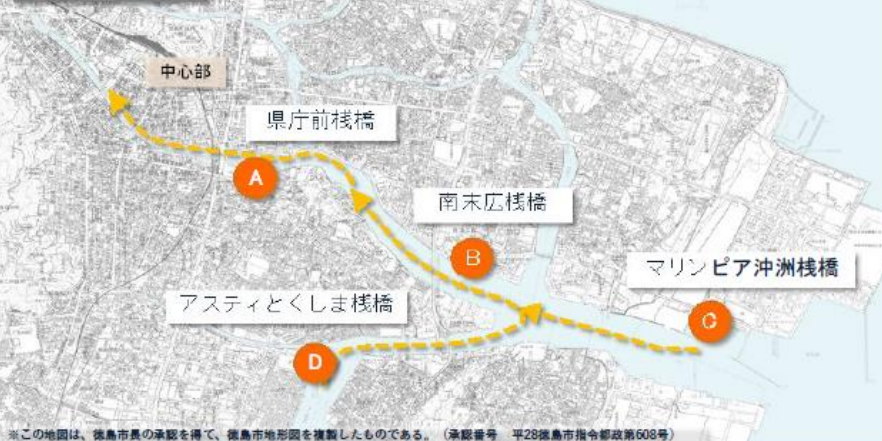 中心部
県庁前桟橋
A
南末広桟橋
B
マリンピア沖洲桟橋
C
アスティとくしま桟橋
D
※この地図は、徳島市長の承認を得て、徳島市地形図を複製したものである。（承認番号　平28徳島市指令都政第608号）